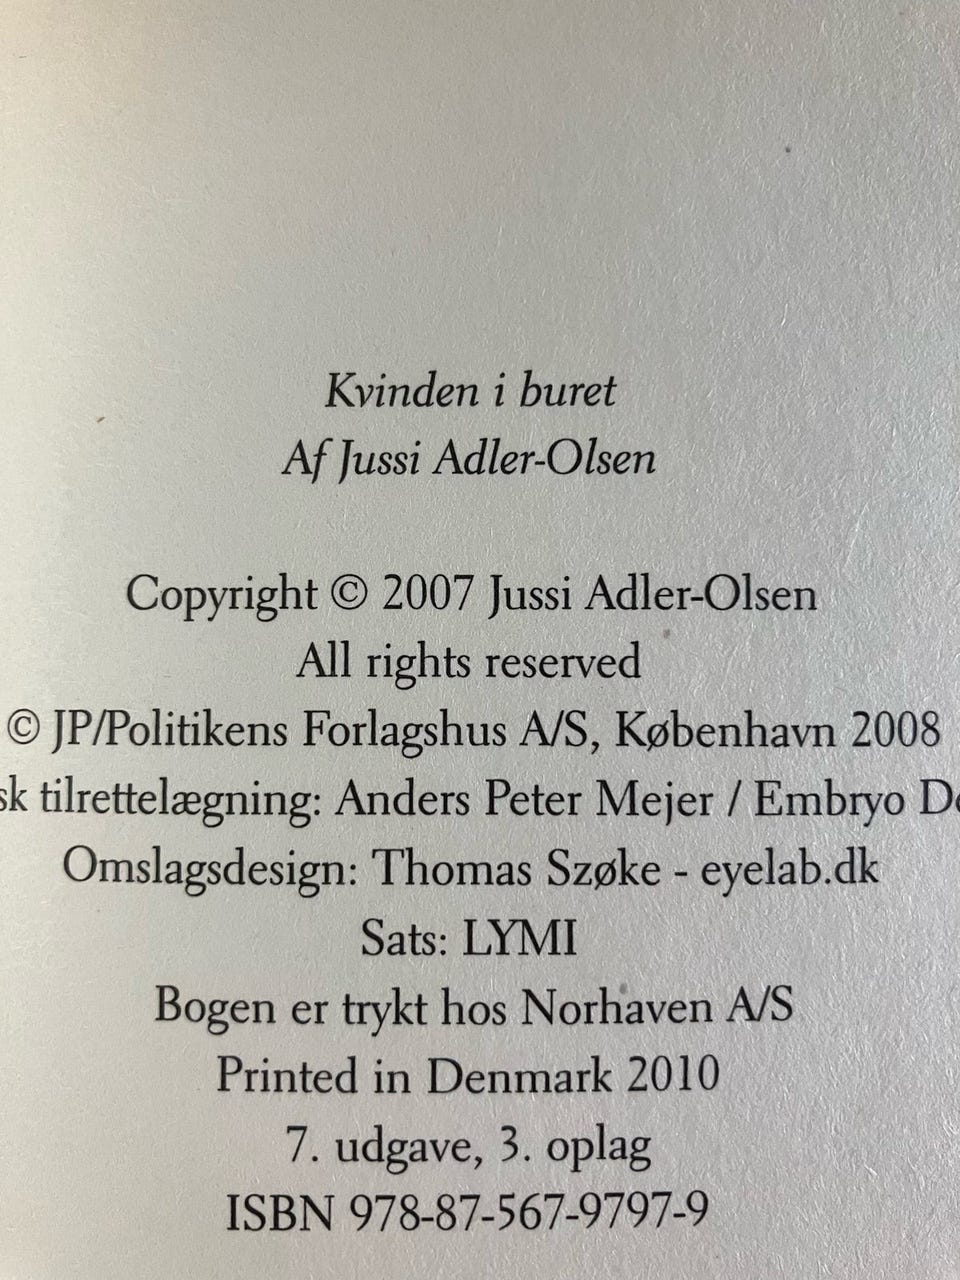 Kvinden i buret
Af Jussi Adler-Olsen
Copyright © 2007 Jussi Adler-Olsen
All rights reserved
© JP/Politikens Forlagshus A/S, København 2008
tilrettelægning: Anders Peter Mejer / Embryo
Omslagsdesign: Thomas Szøke - eyelab.dk
Sats: LYMI
Bogen er trykt hos Norhaven A/S
Printed in Denmark 2010
7. udgave, 3. oplag
ISBN 978-87-567-9797-9